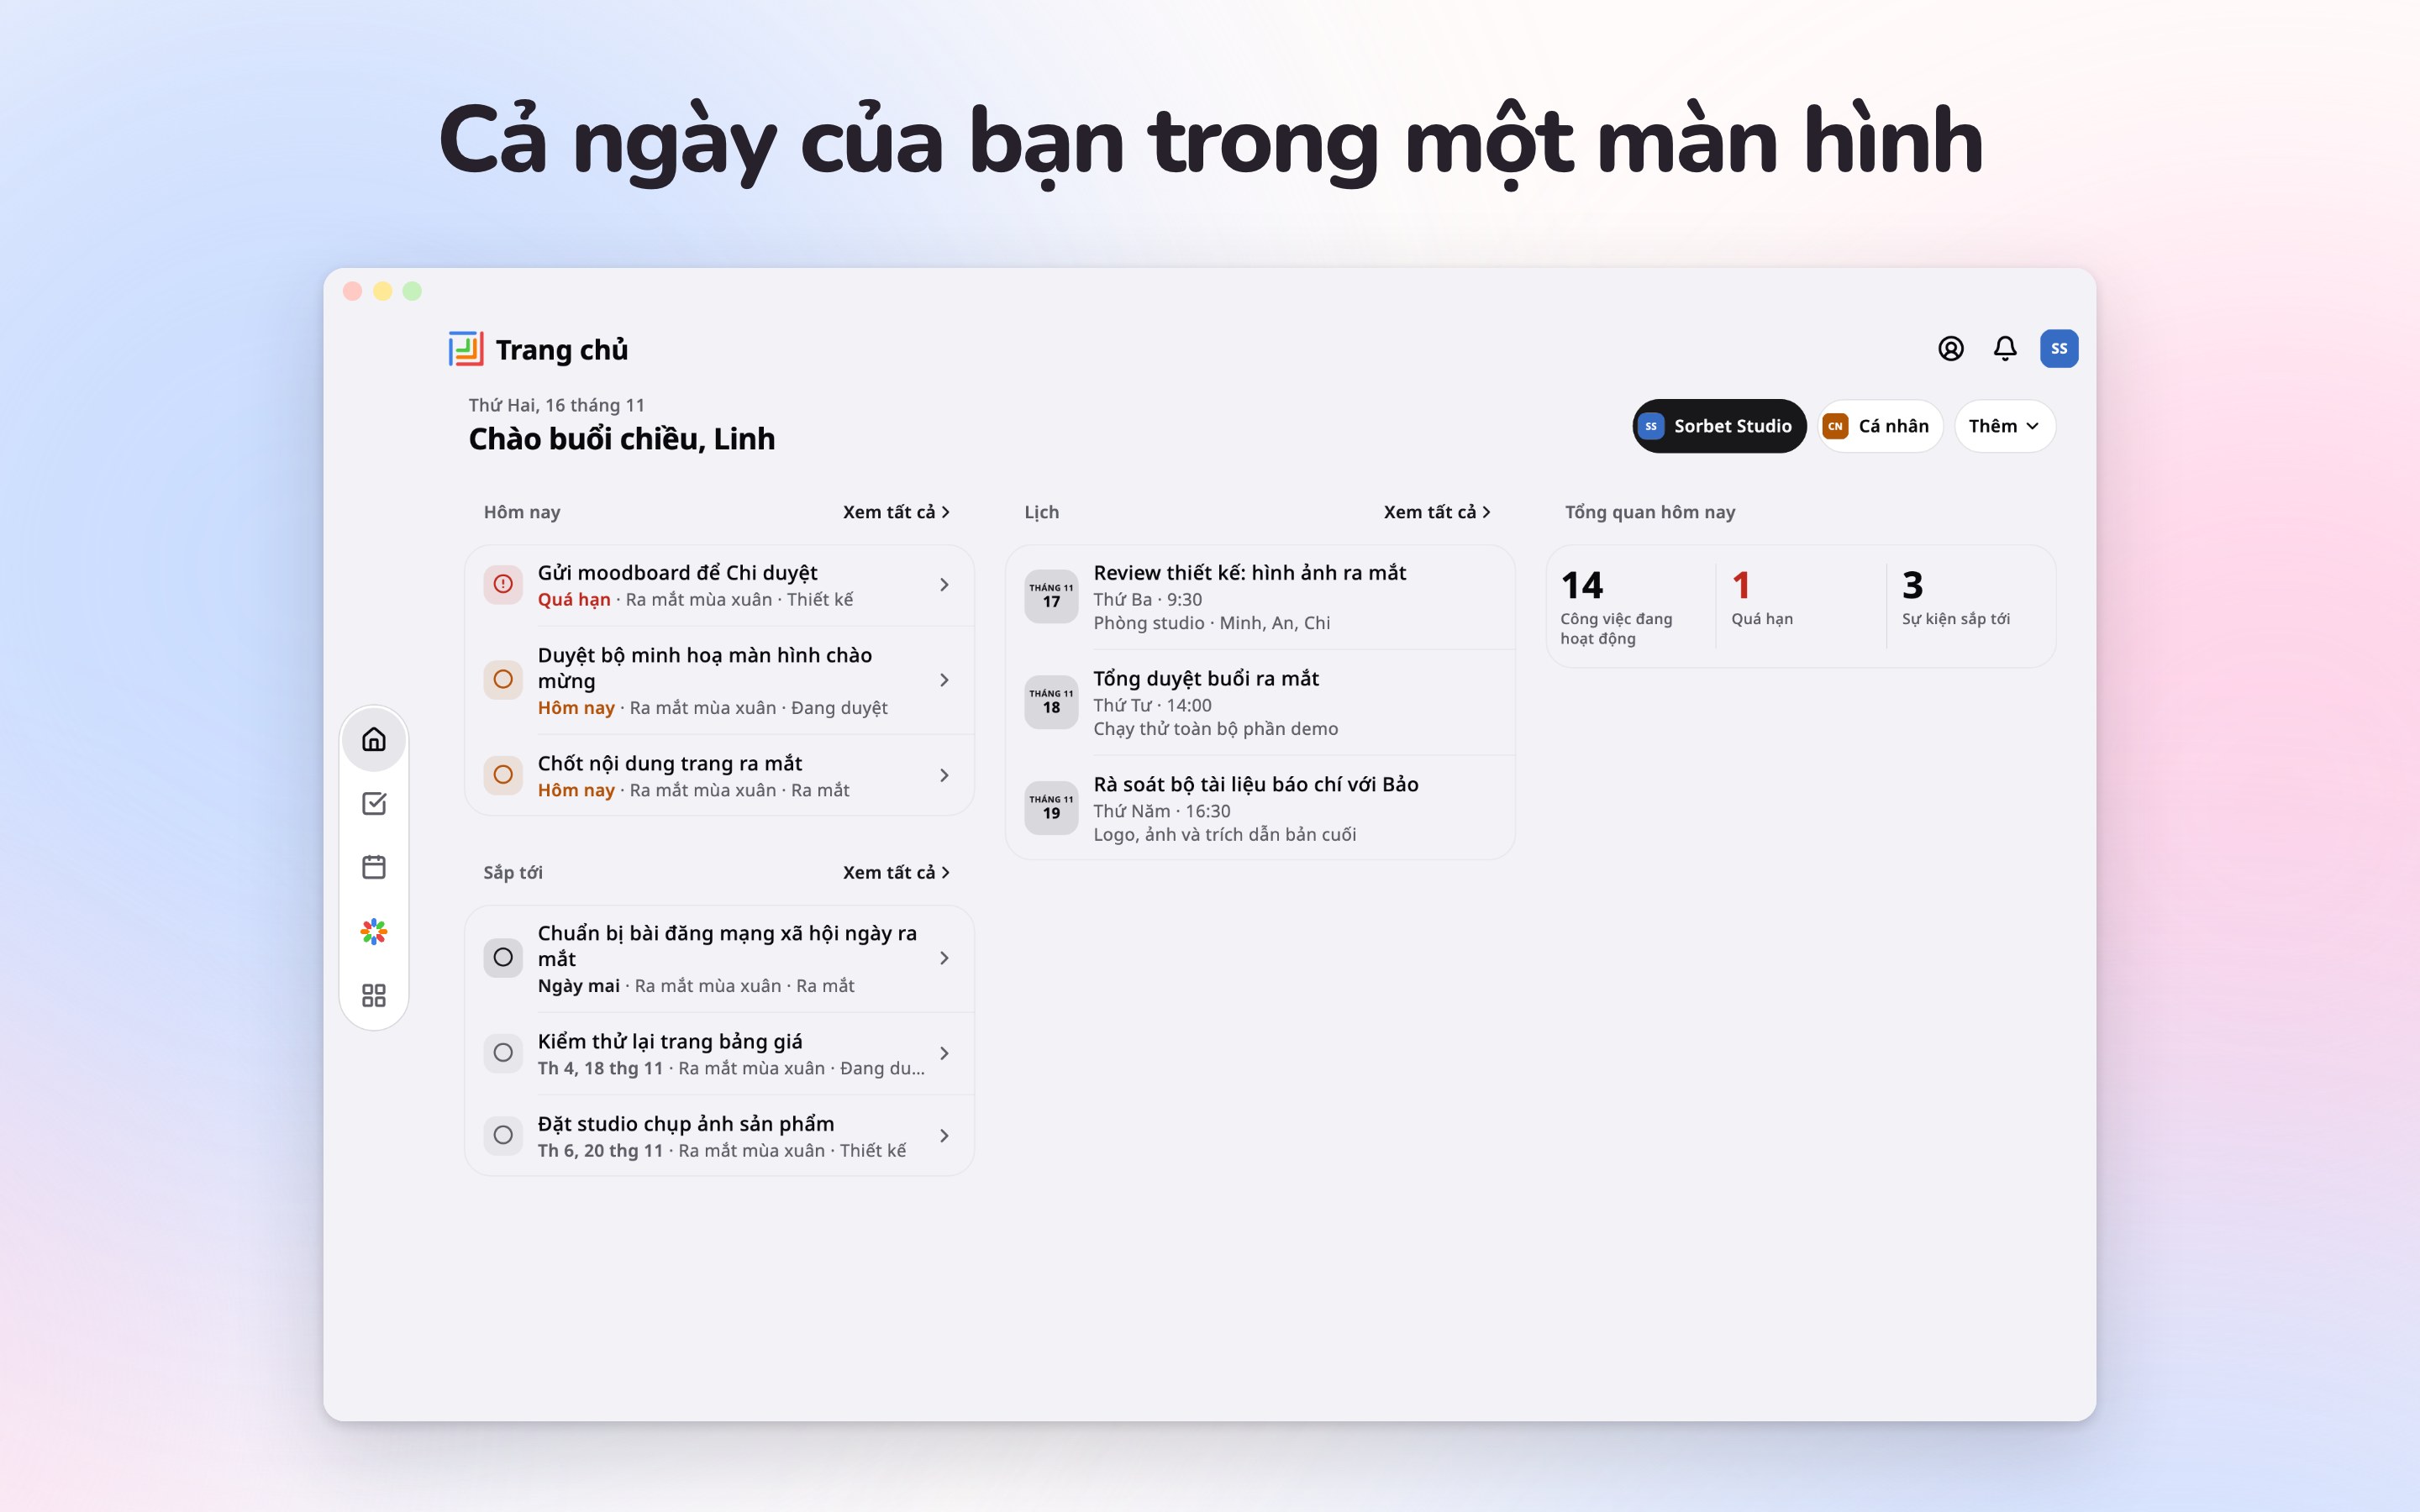 Cả ngày của bạn trong một màn hình
Trang chủ
SS
Thứ Hai, 16 tháng 11
Chào buổi chiều, Linh
SS Sorbet Studio
CN Cá nhân
Thêm
Hôm nay
Xem tất cả
Gửi moodboard để Chi duyệt
Quá hạn · Ra mắt mùa xuân · Thiết kế
Duyệt bộ minh hoạ màn hình chào
mừng
Hôm nay · Ra mắt mùa xuân · Đang duyệt
Chốt nội dung trang ra mắt
Hôm nay · Ra mắt mùa xuân · Ra mắt
Sắp tới
Xem tất cả
Chuẩn bị bài đăng mạng xã hội ngày ra
mắt
Ngày mai · Ra mắt mùa xuân · Ra mắt
Kiểm thử lại trang bảng giá
Th 4, 18 thg 11 · Ra mắt mùa xuân · Đang du...
Đặt studio chụp ảnh sản phẩm
Th 6, 20 thg 11 · Ra mắt mùa xuân · Thiết kế
Lịch
Xem tất cả
THÁNG 11
17
Review thiết kế: hình ảnh ra mắt
Thứ Ba · 9:30
Phòng studio · Minh, An, Chi
THÁNG 11
18
Tổng duyệt buổi ra mắt
Thứ Tư · 14:00
Chạy thử toàn bộ phần demo
THÁNG 11
19
Rà soát bộ tài liệu báo chí với Bảo
Thứ Năm · 16:30
Logo, ảnh và trích dẫn bản cuối
Tổng quan hôm nay
14
Công việc đang
hoạt động
1
Quá hạn
3
Sự kiện sắp tới